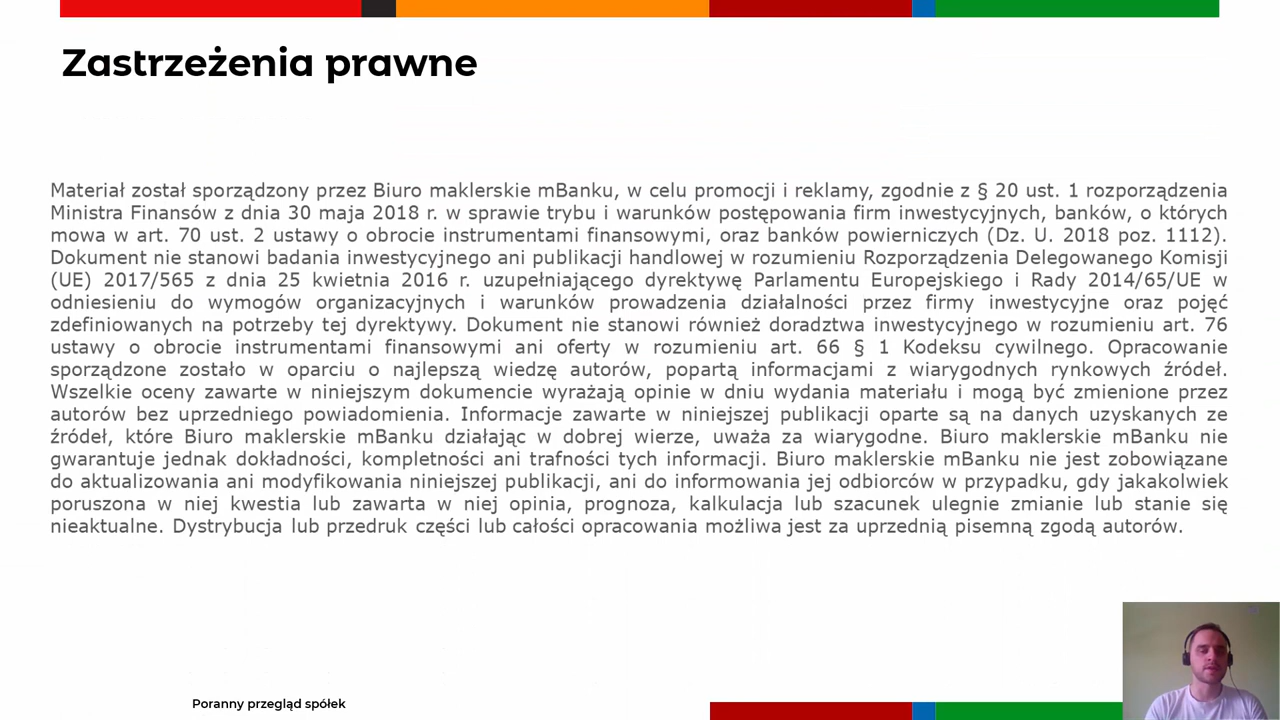 Zastrzeżenia prawne
Materiał został sporządzony przez Biuro maklerskie mBanku, w celu promocji i reklamy, zgodnie z § 20 ust. 1 rozporządzenia
Ministra Finansów z dnia 30 maja 2018 r. w sprawie trybu i warunków postępowania firm inwestycyjnych, banków, o których
mowa w art. 70 ust. 2 ustawy o obrocie instrumentami finansowymi, oraz banków powierniczych (Dz. U. 2018 poz. 1112).
Dokument nie stanowi badania inwestycyjnego ani publikacji handlowej w rozumieniu Rozporządzenia Delegowanego Komisji
(UE) 2017/565 z dnia 25 kwietnia 2016 r. uzupełniającego dyrektywę Parlamentu Europejskiego i Rady 2014/65/UE w
odniesieniu do wymogów organizacyjnych i warunków prowadzenia działalności przez firmy inwestycyjne oraz pojęć
zdefiniowanych na potrzeby tej dyrektywy. Dokument nie stanowi również doradztwa inwestycyjnego w rozumieniu art. 76
ustawy o obrocie instrumentami finansowymi ani oferty w rozumieniu art. 66 § 1 Kodeksu cywilnego. Opracowanie
sporządzone zostało w oparciu o najlepszą wiedzę autorów, popartą informacjami z wiarygodnych rynkowych źródeł.
Wszelkie oceny zawarte w niniejszym dokumencie wyrażają opinie w dniu wydania materiału i mogą być zmienione przez
autorów bez uprzedniego powiadomienia. Informacje zawarte w niniejszej publikacji oparte są na danych uzyskanych ze
źródeł, które Biuro maklerskie mBanku działając w dobrej wierze, uważa za wiarygodne. Biuro maklerskie mBanku nie
gwarantuje jednak dokładności, kompletności ani trafności tych informacji. Biuro maklerskie mBanku nie jest zobowiązane
do aktualizowania ani modyfikowania niniejszej publikacji, ani do informowania jej odbiorców w przypadku, gdy jakakolwiek
poruszona w niej kwestia lub zawarta w niej opinia, prognoza, kalkulacja lub szacunek ulegnie zmianie lub stanie się
nieaktualne. Dystrybucja lub przedruk części lub całości opracowania możliwa jest za uprzednią pisemną zgodą autorów.
Poranny przegląd spółek